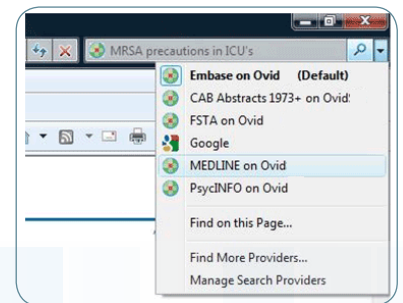 MRSA precautions in ICU's
Embase on Ovid (Default)
CAB Abstracts 1973+ on Ovid
FSTA on Ovid
Google
MEDLINE on Ovid
PsycINFO on Ovid
Find on this Page...
Find More Providers...
Manage Search Providers